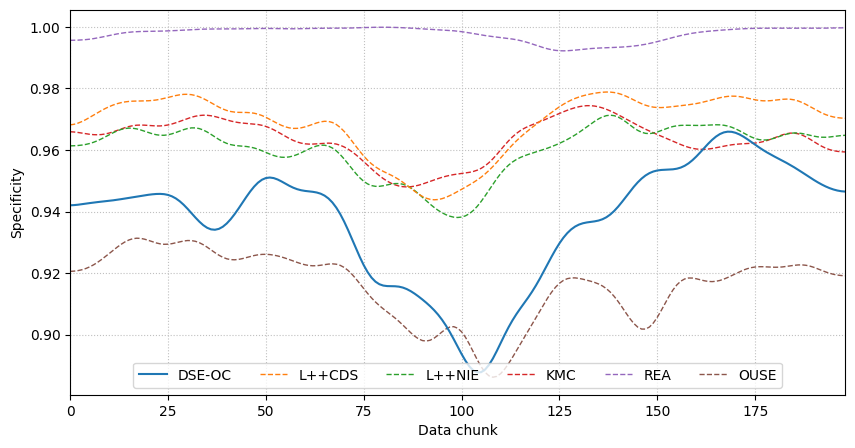 1.00
0.98
0.96
0.94
0.92
0.90
Specificity
DSE-OC L++CDS L++NIE KMC REA OUSE
0 25 50 75 100 125 150 175
Data chunk